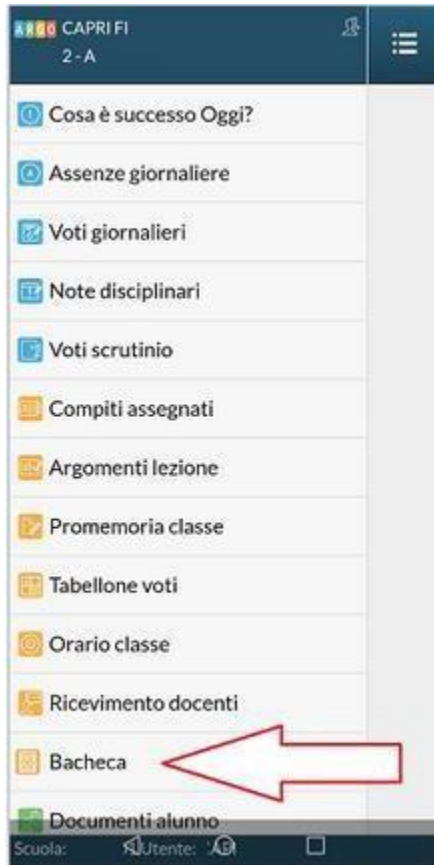 ARGO CAPRI FI
2 - A
Cosa è successo Oggi?
Assenze giornaliere
Voti giornalieri
Note disciplinari
Voti scrutinio
Compiti assegnati
Argomenti lezione
Promemoria classe
Tabellone voti
Orario classe
Ricevimento docenti
Bacheca
Documenti alunno
Scuola: Utente: